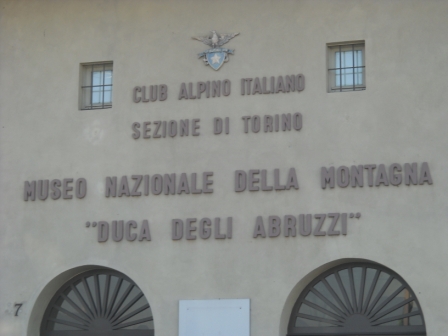 CLUB ALPINO ITALIANO
SEZIONE DI TORINO
MUSEO NAZIONALE DELLA MONTAGNA
"DUCA DEGLI ABRUZZI"
7